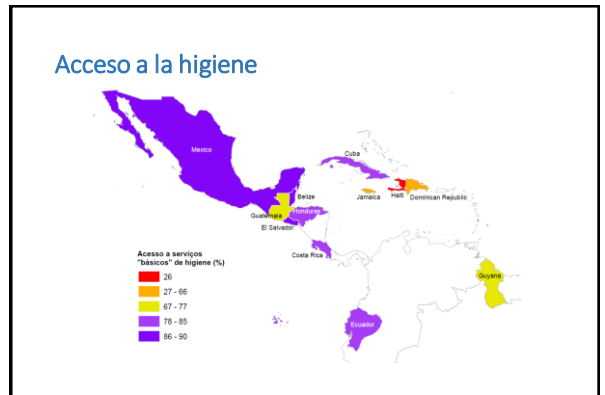 Acceso a la higiene
Mexico
Cuba
Belize
Jamaica
Haiti
Dominican Republic
Guatemala
Honduras
El Salvador
Costa Rica
Guyana
Ecuador
Acesso a serviços
"básicos" de higiene (%)
26
27 - 66
67 - 77
78 - 85
86 - 90